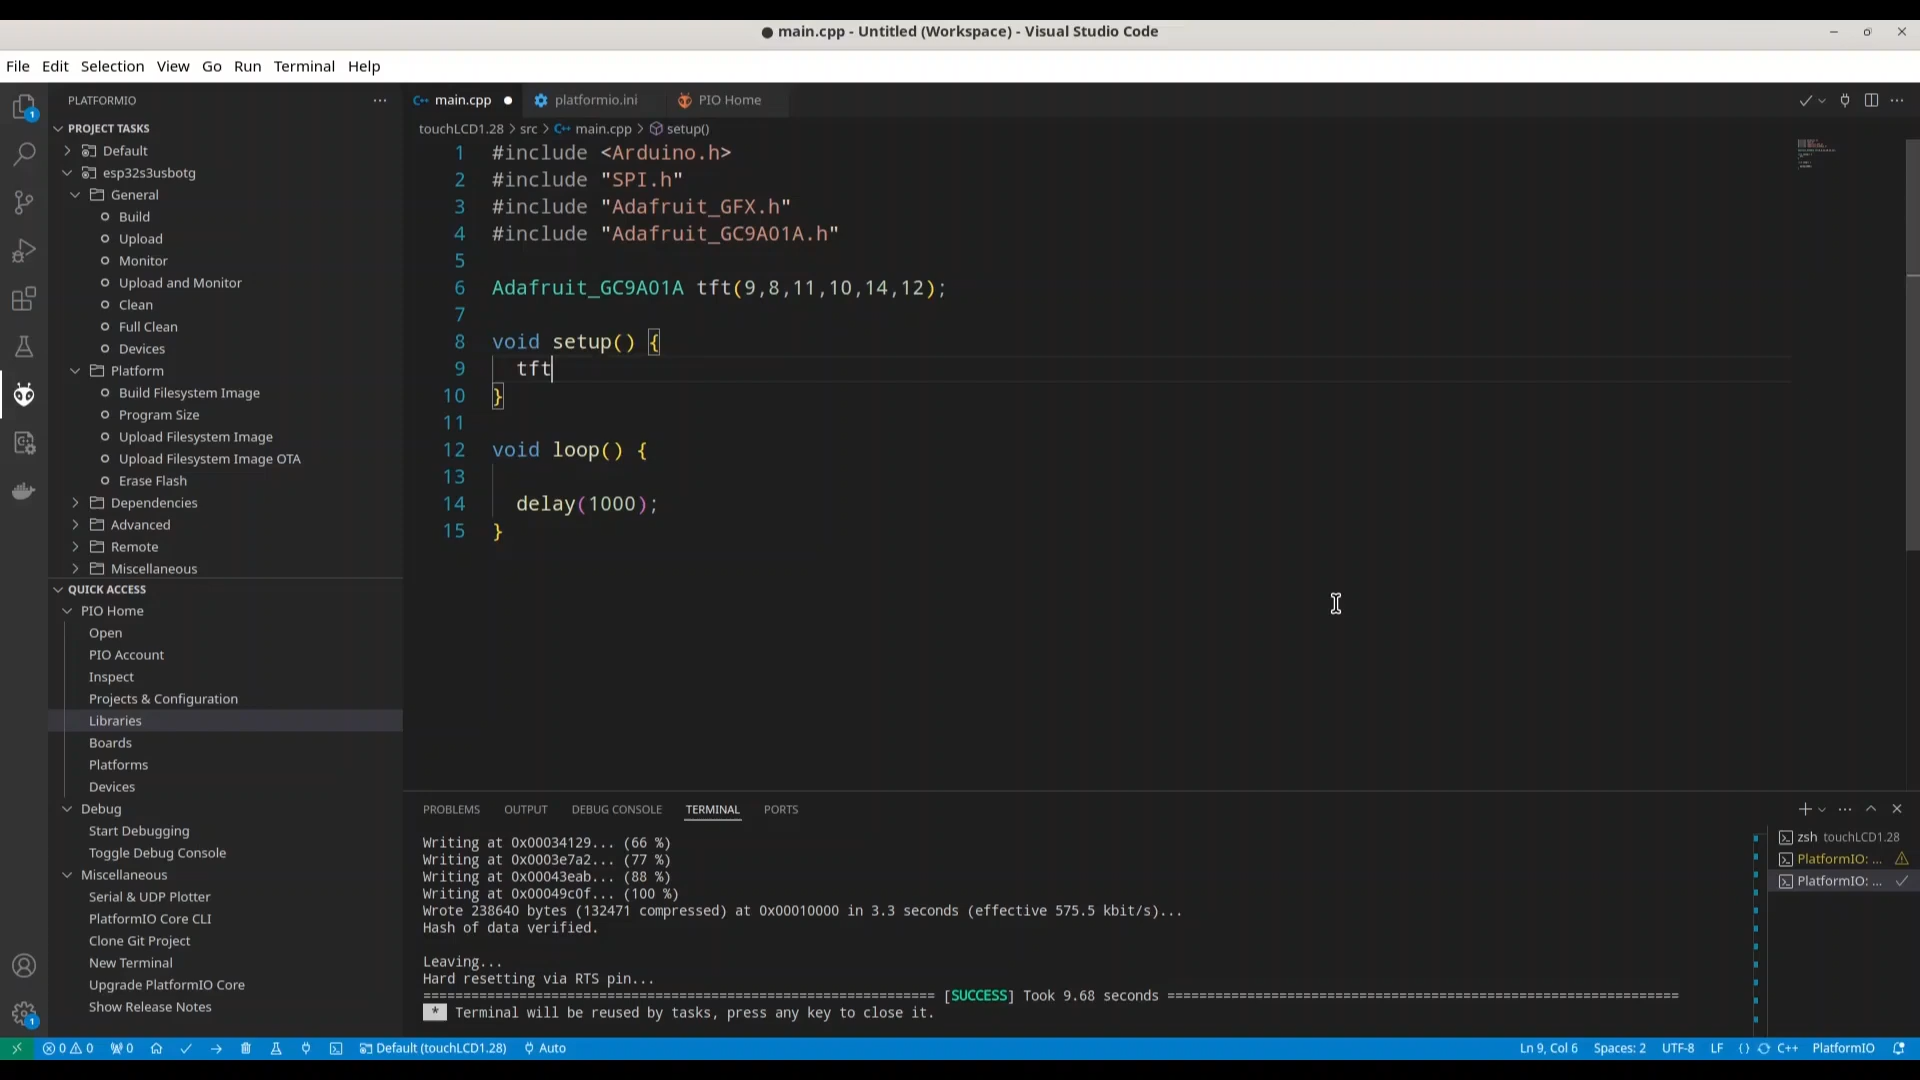 main.cpp - Untitled (Workspace) - Visual Studio Code
File Edit Selection View Go Run Terminal Help
PLATFORMIO
PROJECT TASKS
Default
esp32s3usbotg
General
Build
Upload
Monitor
Upload and Monitor
Clean
Full Clean
Devices
Platform
Build Filesystem Image
Program Size
Upload Filesystem Image
Upload Filesystem Image OTA
Erase Flash
Dependencies
Advanced
Remote
Miscellaneous
QUICK ACCESS
PIO Home
Open
PIO Account
Inspect
Projects & Configuration
Libraries
Boards
Platforms
Devices
Debug
Start Debugging
Toggle Debug Console
Miscellaneous
Serial & UDP Plotter
PlatformIO Core CLI
Clone Git Project
New Terminal
Upgrade PlatformIO Core
Show Release Notes
main.cpp platformio.ini PIO Home
touchLCD1.28 > src > main.cpp > setup()
1 #include <Arduino.h>
2 #include "SPI.h"
3 #include "Adafruit_GFX.h"
4 #include "Adafruit_GC9A01A.h"
5
6 Adafruit_GC9A01A tft(9,8,11,10,14,12);
7
8 void setup() {
9 tft
10 }
11
12 void loop() {
13
14 delay(1000);
15 }
PROBLEMS OUTPUT DEBUG CONSOLE TERMINAL PORTS
Writing at 0x00034129... (66 %)
Writing at 0x0003e7a2... (77 %)
Writing at 0x00043eab... (88 %)
Writing at 0x00049c0f... (100 %)
Wrote 238640 bytes (132471 compressed) at 0x00010000 in 3.3 seconds (effective 575.5 kbit/s)...
Hash of data verified.
Leaving...
Hard resetting via RTS pin...
================================================================ [SUCCESS] Took 9.68 seconds ================================================================
* Terminal will be reused by tasks, press any key to close it.
zsh touchLCD1.28
PlatformIO: ...
PlatformIO: ...
1
1
0 0 0 Default (touchLCD1.28) Auto Ln 9, Col 6 Spaces: 2 UTF-8 LF {} C++ PlatformIO